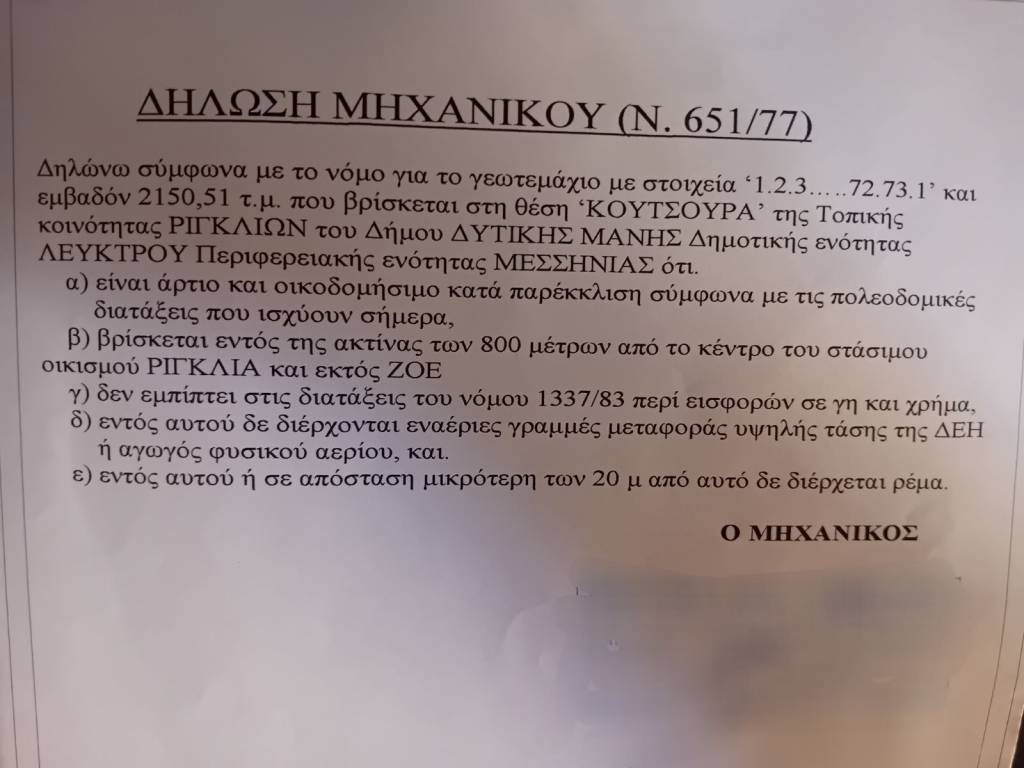 ΔΗΛΩΣΗ ΜΗΧΑΝΙΚΟΥ (Ν. 651/77)
Δηλώνω σύμφωνα με το νόμο για το γεωτεμάχιο με στοιχεία ‘1.2.3…..72.73.1’ και
εμβαδόν 2150,51 τ.μ. που βρίσκεται στη θέση ‘ΚΟΥΤΣΟΥΡΑ’ της Τοπικής
κοινότητας ΡΙΓΚΛΙΩΝ του Δήμου ΔΥΤΙΚΗΣ ΜΑΝΗΣ Δημοτικής ενότητας
ΛΕΥΚΤΡΟΥ Περιφερειακής ενότητας ΜΕΣΣΗΝΙΑΣ ότι.
α) είναι άρτιο και οικοδομήσιμο κατά παρέκκλιση σύμφωνα με τις πολεοδομικές
διατάξεις που ισχύουν σήμερα,
β) βρίσκεται εντός της ακτίνας των 800 μέτρων από το κέντρο του στάσιμου
οικισμού ΡΙΓΚΛΙΑ και εκτός ΖΟΕ
γ) δεν εμπίπτει στις διατάξεις του νόμου 1337/83 περί εισφορών σε γη και χρήμα,
δ) εντός αυτού δε διέρχονται εναέριες γραμμές μεταφοράς υψηλής τάσης της ΔΕΗ
ή αγωγός φυσικού αερίου, και.
ε) εντός αυτού ή σε απόσταση μικρότερη των 20 μ από αυτό δε διέρχεται ρέμα.
Ο ΜΗΧΑΝΙΚΟΣ